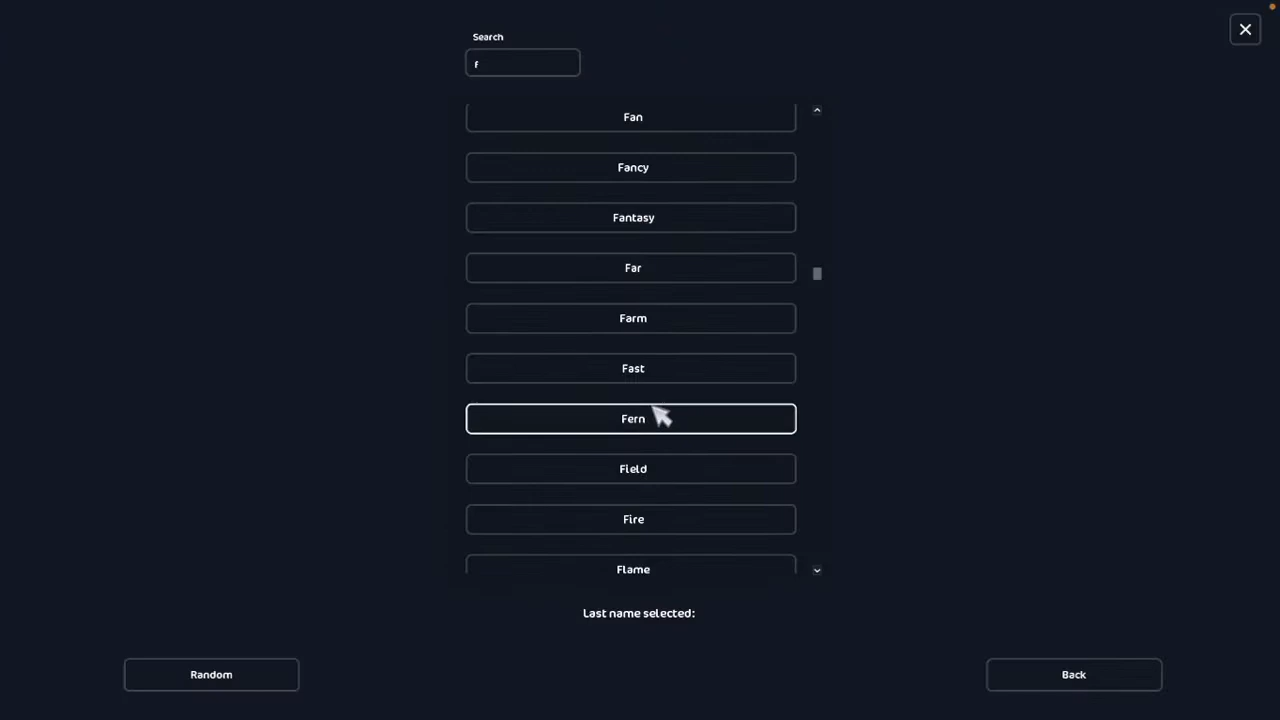 Search
f
Fan
Fancy
Fantasy
Far
Farm
Fast
Fern
Field
Fire
Flame
Last name selected:
Random
Back